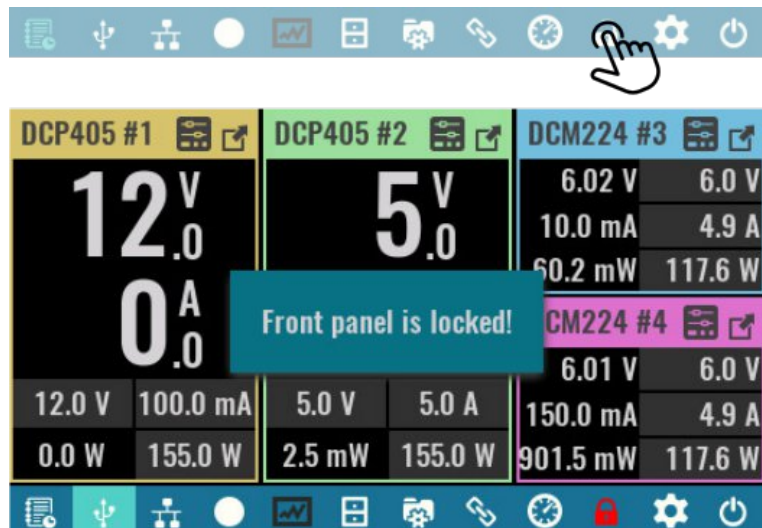 DCP405 #1
DCP405 #2
DCM224 #3
12.0 V
0.0 A
12.0 V 100.0 mA
0.0 W 155.0 W
5.0 V
Front panel is locked!
5.0 V 5.0 A
2.5 mW 155.0 W
6.02 V 6.0 V
10.0 mA 4.9 A
60.2 mW 117.6 W
CM224 #4
6.01 V 6.0 V
150.0 mA 4.9 A
901.5 mW 117.6 W